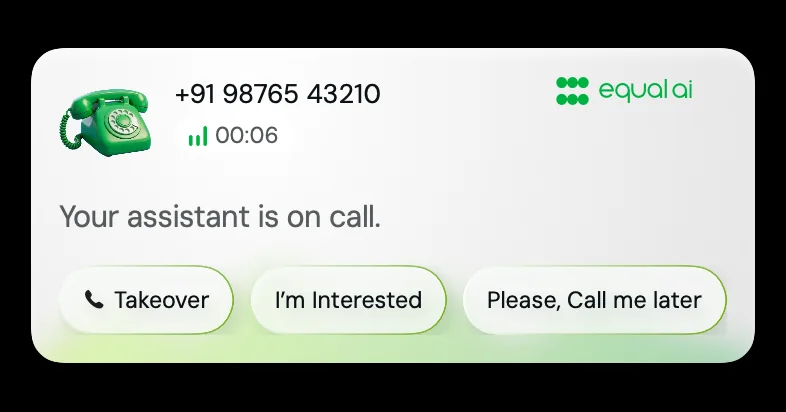 +91 98765 43210
equal ai
00:06
Your assistant is on call.
Takeover
I'm Interested
Please, Call me later